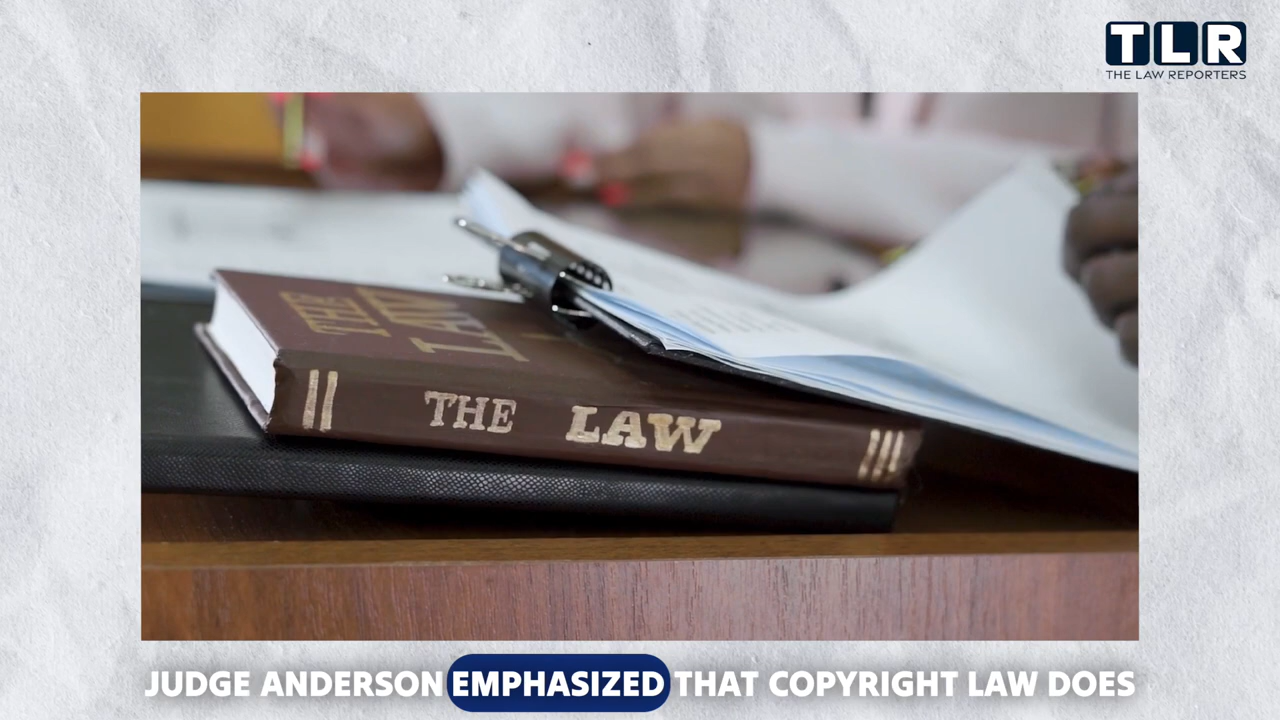 TLR
THE LAW REPORTERS
THE
LAW
THE LAW
JUDGE ANDERSON EMPHASIZED THAT COPYRIGHT LAW DOES